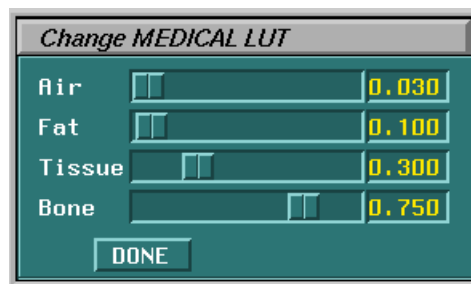 Change MEDICAL LUT
Air 0.030
Fat 0.100
Tissue 0.300
Bone 0.750
DONE